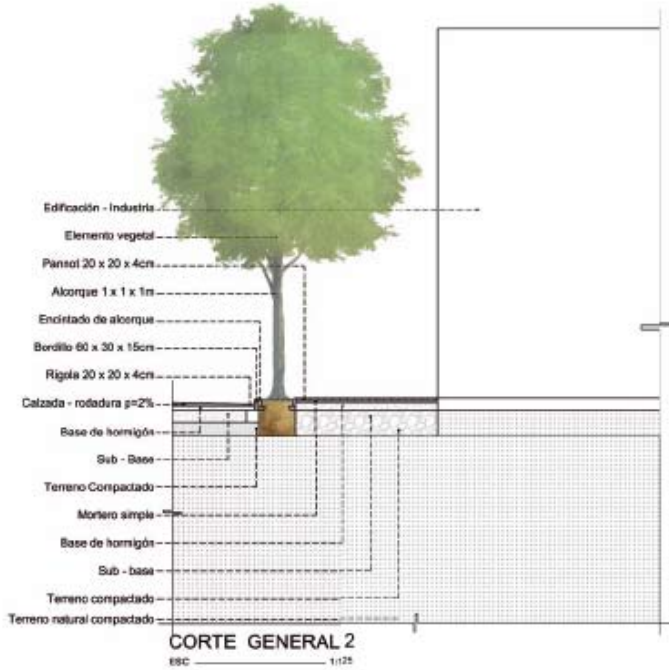 Edificación - Industria
Elemento vegetal
Pannot 20 x 20 x 4cm
Alcorque 1 x 1 x 1m
Encintado de alcorque
Bordillo 60 x 30 x 15cm
Rigola 20 x 20 x 4cm
Calzada - rodadura p=2%
Base de hormigón
Sub - Base
Terreno Compactado
Mortero simple
Base de hormigón
Sub - base
Terreno compactado
Terreno natural compactado
CORTE GENERAL 2
ESC 1:125